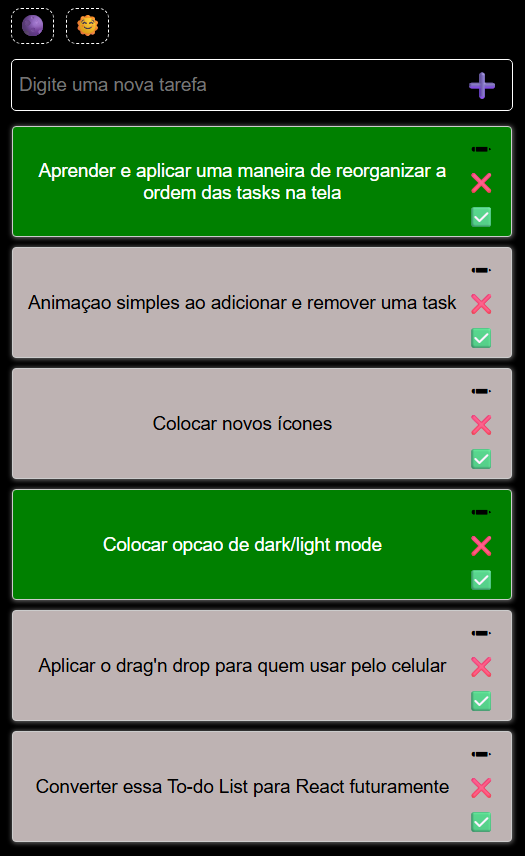 Digite uma nova tarefa
Aprender e aplicar uma maneira de reorganizar a
ordem das tasks na tela
Animaçao simples ao adicionar e remover uma task
Colocar novos ícones
Colocar opcao de dark/light mode
Aplicar o drag'n drop para quem usar pelo celular
Converter essa To-do List para React futuramente